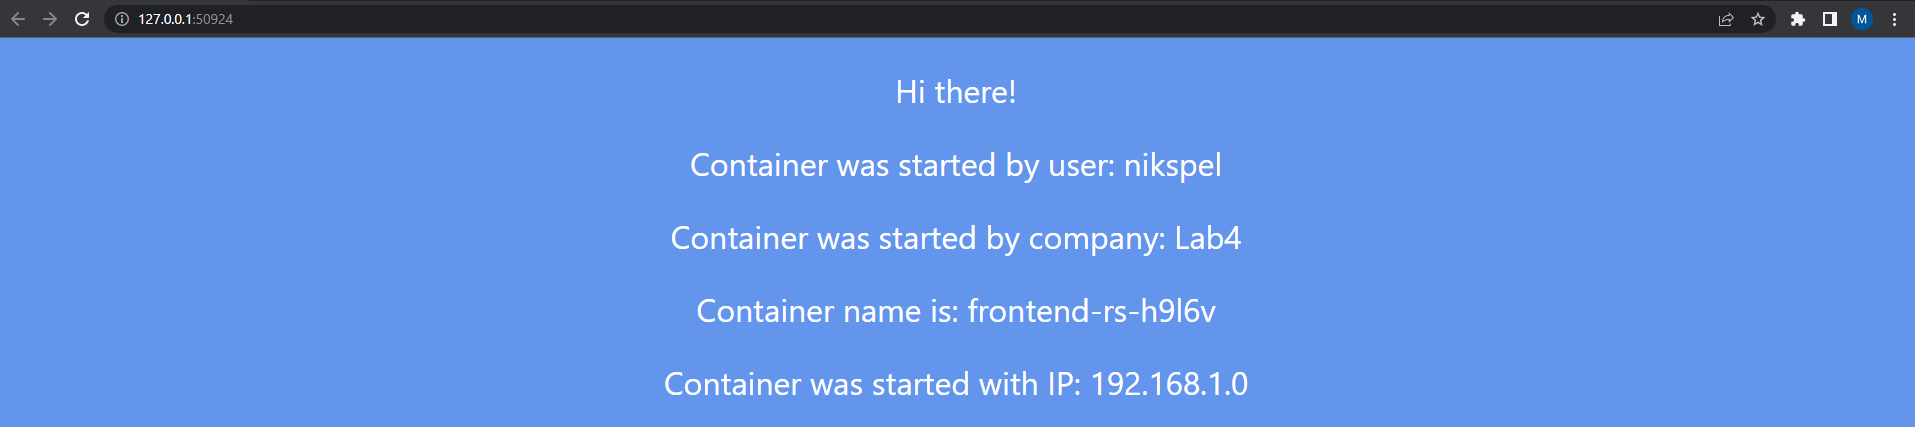 127.0.0.1:50924
M
Hi there!
Container was started by user: nikspel
Container was started by company: Lab4
Container name is: frontend-rs-h9l6v
Container was started with IP: 192.168.1.0